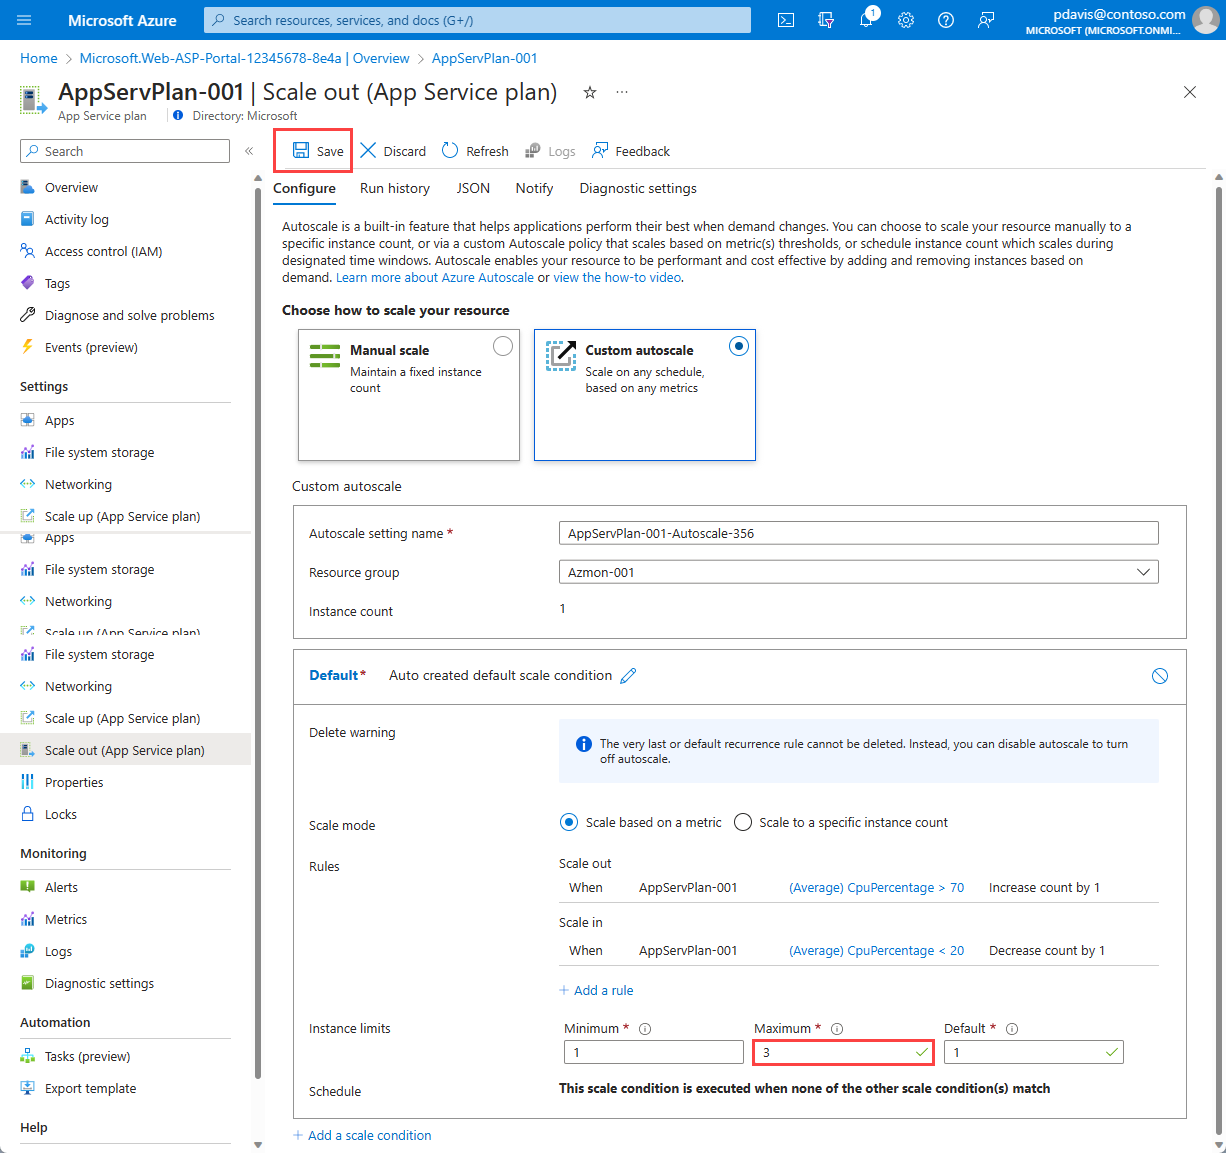 Microsoft Azure
Search resources, services, and docs (G+/)
1
pdavis@contoso.com
MICROSOFT (MICROSOFT.ONMI...
Home > Microsoft.Web-ASP-Portal-12345678-8e4a | Overview > AppServPlan-001
AppServPlan-001 | Scale out (App Service plan) ...
App Service plan
Directory: Microsoft
Search
«
Overview
Activity log
Access control (IAM)
Tags
Diagnose and solve problems
Events (preview)
Settings
Apps
File system storage
Networking
Scale up (App Service plan)
Apps
File system storage
Networking
Scale up (App Service plan)
File system storage
Networking
Scale up (App Service plan)
Scale out (App Service plan)
Properties
Locks
Monitoring
Alerts
Metrics
Logs
Diagnostic settings
Automation
Tasks (preview)
Export template
Help
Save Discard Refresh Logs Feedback
Configure Run history JSON Notify Diagnostic settings
Autoscale is a built-in feature that helps applications perform their best when demand changes. You can choose to scale your resource manually to a
specific instance count, or via a custom Autoscale policy that scales based on metric(s) thresholds, or schedule instance count which scales during
designated time windows. Autoscale enables your resource to be performant and cost effective by adding and removing instances based on
demand. Learn more about Azure Autoscale or view the how-to video.
Choose how to scale your resource
Manual scale
Maintain a fixed instance
count
Custom autoscale
Scale on any schedule,
based on any metrics
Custom autoscale
Autoscale setting name * AppServPlan-001-Autoscale-356
Resource group Azmon-001
Instance count 1
Default* Auto created default scale condition
Delete warning
The very last or default recurrence rule cannot be deleted. Instead, you can disable autoscale to turn
off autoscale.
Scale mode Scale based on a metric Scale to a specific instance count
Rules
Scale out
When AppServPlan-001 (Average) CpuPercentage > 70 Increase count by 1
Scale in
When AppServPlan-001 (Average) CpuPercentage < 20 Decrease count by 1
+ Add a rule
Instance limits Minimum * Maximum * Default *
1 3 1
Schedule This scale condition is executed when none of the other scale condition(s) match
+ Add a scale condition